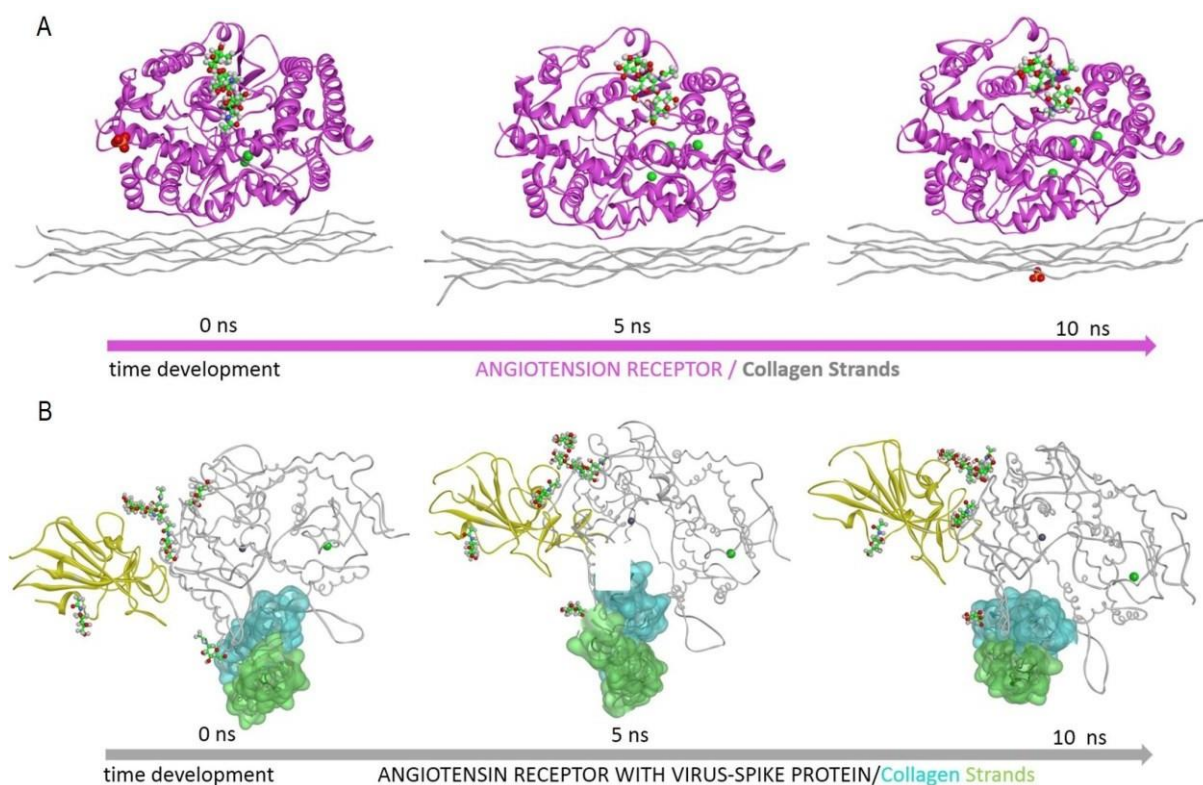 A
0 ns 5 ns 10 ns
time development ANGIOTENSION RECEPTOR / Collagen Strands
B
0 ns 5 ns 10 ns
time development ANGIOTENSIN RECEPTOR WITH VIRUS-SPIKE PROTEIN/Collagen Strands